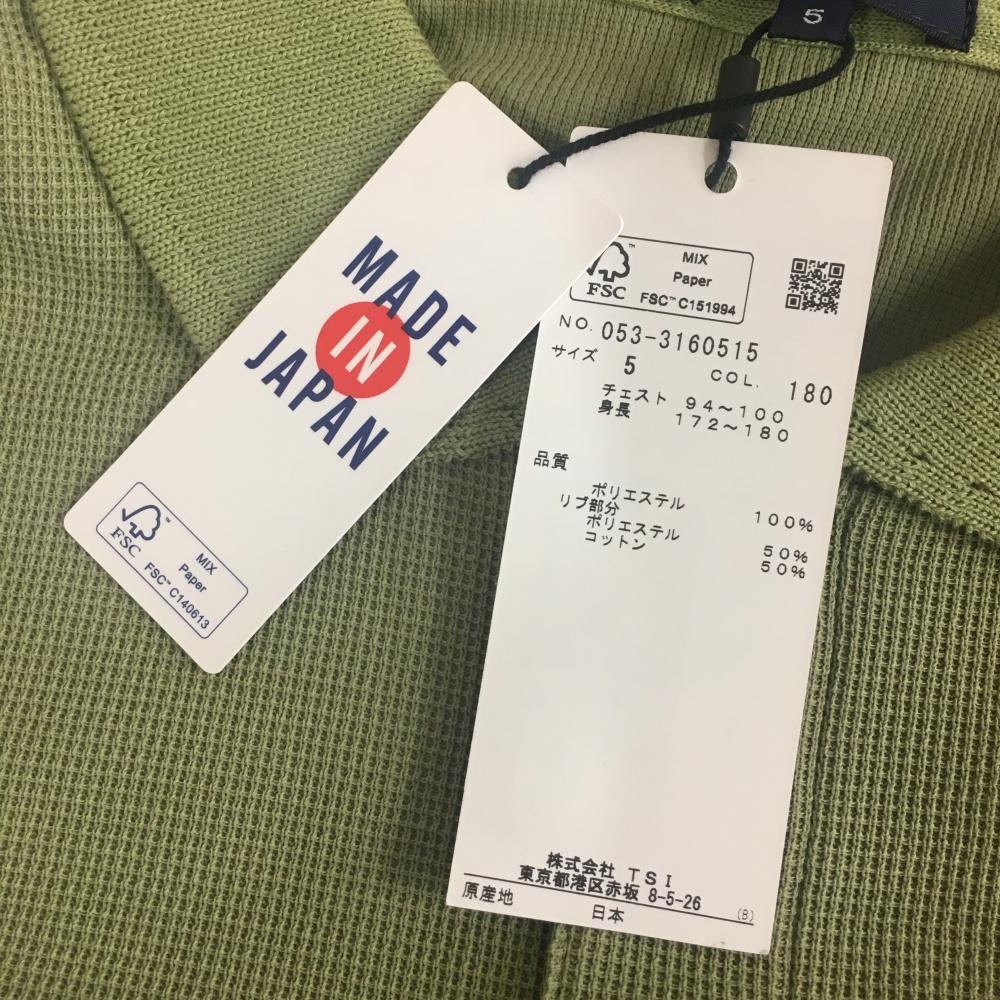 5
MADE
IN
JAPAN
FSC™
MIX
Paper
FSC™ C140613
FSC™
MIX
Paper
FSC™ C151994
NO. 053-3160515
サイズ 5 COL. 180
チェスト 94～100
身長 172～180
品質
ポリエステル 100%
リブ部分
ポリエステル 50%
コットン 50%
株式会社 TSI
東京都港区赤坂 8-5-26
(B)
原産地 日本